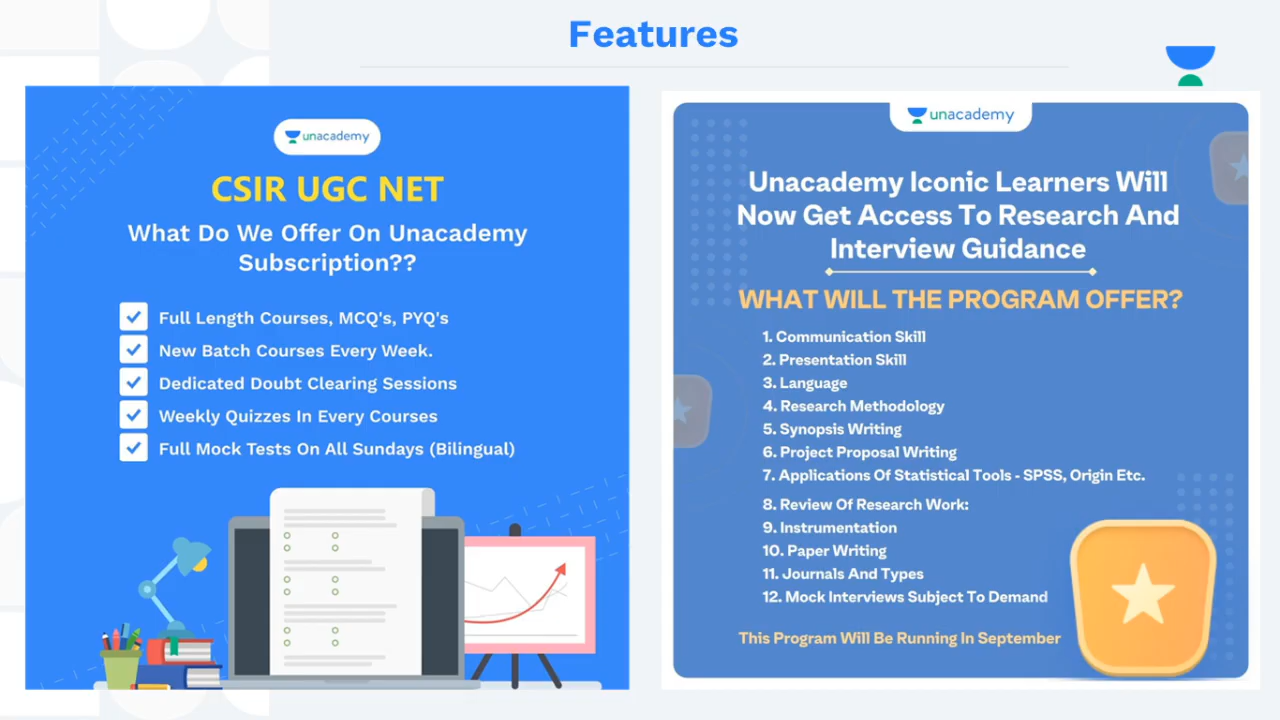 Features
unacademy
CSIR UGC NET
What Do We Offer On Unacademy
Subscription??
Full Length Courses, MCQ's, PYQ's
New Batch Courses Every Week.
Dedicated Doubt Clearing Sessions
Weekly Quizzes In Every Courses
Full Mock Tests On All Sundays (Bilingual)
unacademy
Unacademy Iconic Learners Will
Now Get Access To Research And
Interview Guidance
WHAT WILL THE PROGRAM OFFER?
1. Communication Skill
2. Presentation Skill
3. Language
4. Research Methodology
5. Synopsis Writing
6. Project Proposal Writing
7. Applications Of Statistical Tools - SPSS, Origin Etc.
8. Review Of Research Work:
9. Instrumentation
10. Paper Writing
11. Journals And Types
12. Mock Interviews Subject To Demand
This Program Will Be Running In September